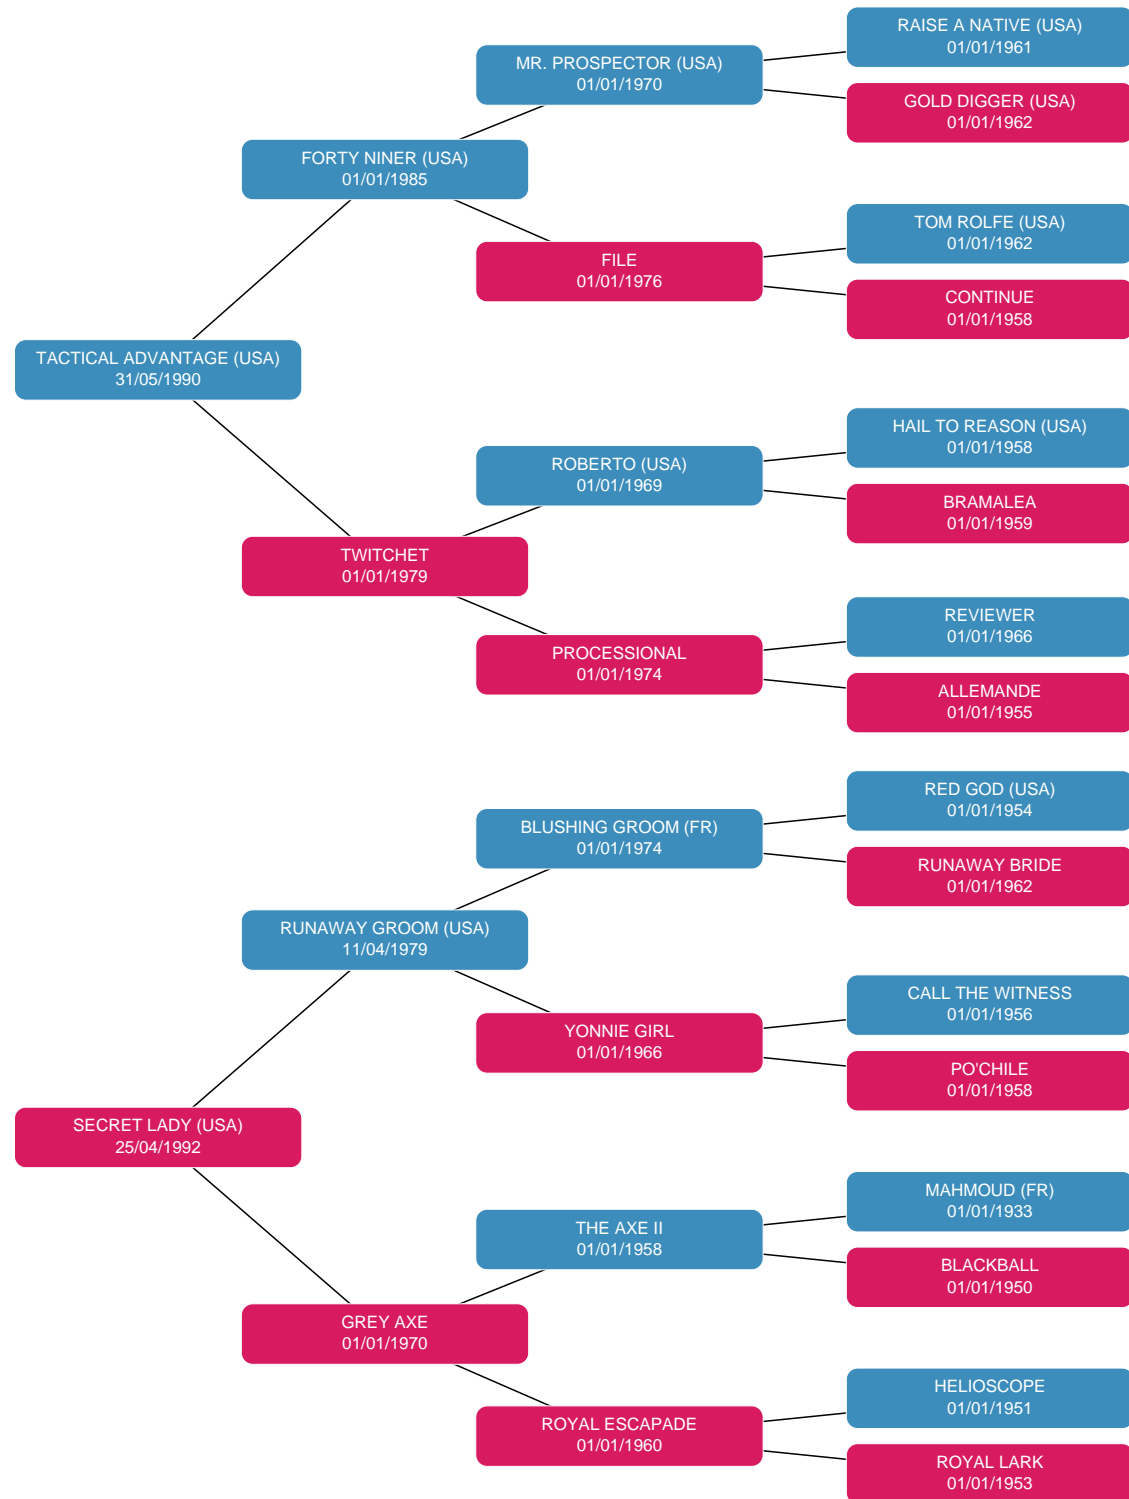 RAISE A NATIVE (USA)
01/01/1961
MR. PROSPECTOR (USA)
01/01/1970
GOLD DIGGER (USA)
01/01/1962
FORTY NINER (USA)
01/01/1985
TOM ROLFE (USA)
01/01/1962
FILE
01/01/1976
CONTINUE
01/01/1958
TACTICAL ADVANTAGE (USA)
31/05/1990
HAIL TO REASON (USA)
01/01/1958
ROBERTO (USA)
01/01/1969
BRAMALEA
01/01/1959
TWITCHET
01/01/1979
REVIEWER
01/01/1966
PROCESSIONAL
01/01/1974
ALLEMANDE
01/01/1955
RED GOD (USA)
01/01/1954
BLUSHING GROOM (FR)
01/01/1974
RUNAWAY BRIDE
01/01/1962
RUNAWAY GROOM (USA)
11/04/1979
CALL THE WITNESS
01/01/1956
YONNIE GIRL
01/01/1966
PO'CHILE
01/01/1958
SECRET LADY (USA)
25/04/1992
MAHMOUD (FR)
01/01/1933
THE AXE II
01/01/1958
BLACKBALL
01/01/1950
GREY AXE
01/01/1970
HELIOSCOPE
01/01/1951
ROYAL ESCAPADE
01/01/1960
ROYAL LARK
01/01/1953